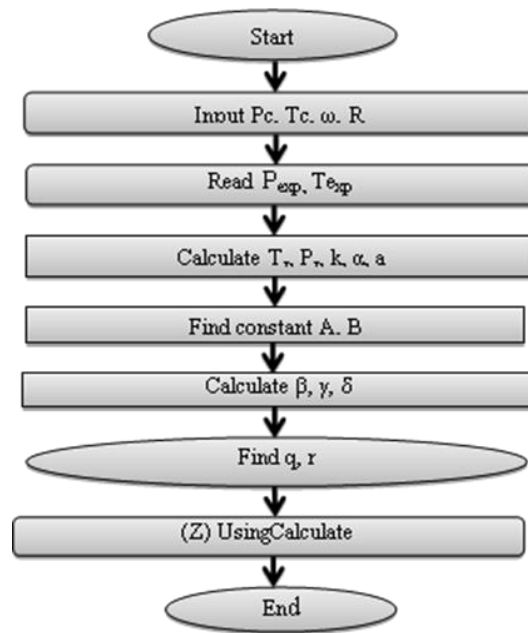 Start
Input Pc. Tc. ω. R
Read Pexp, Texp
Calculate Tr, Pr, k, α, a
Find constant A. B
Calculate β, γ, δ
Find q, r
(Z) UsingCalculate
End